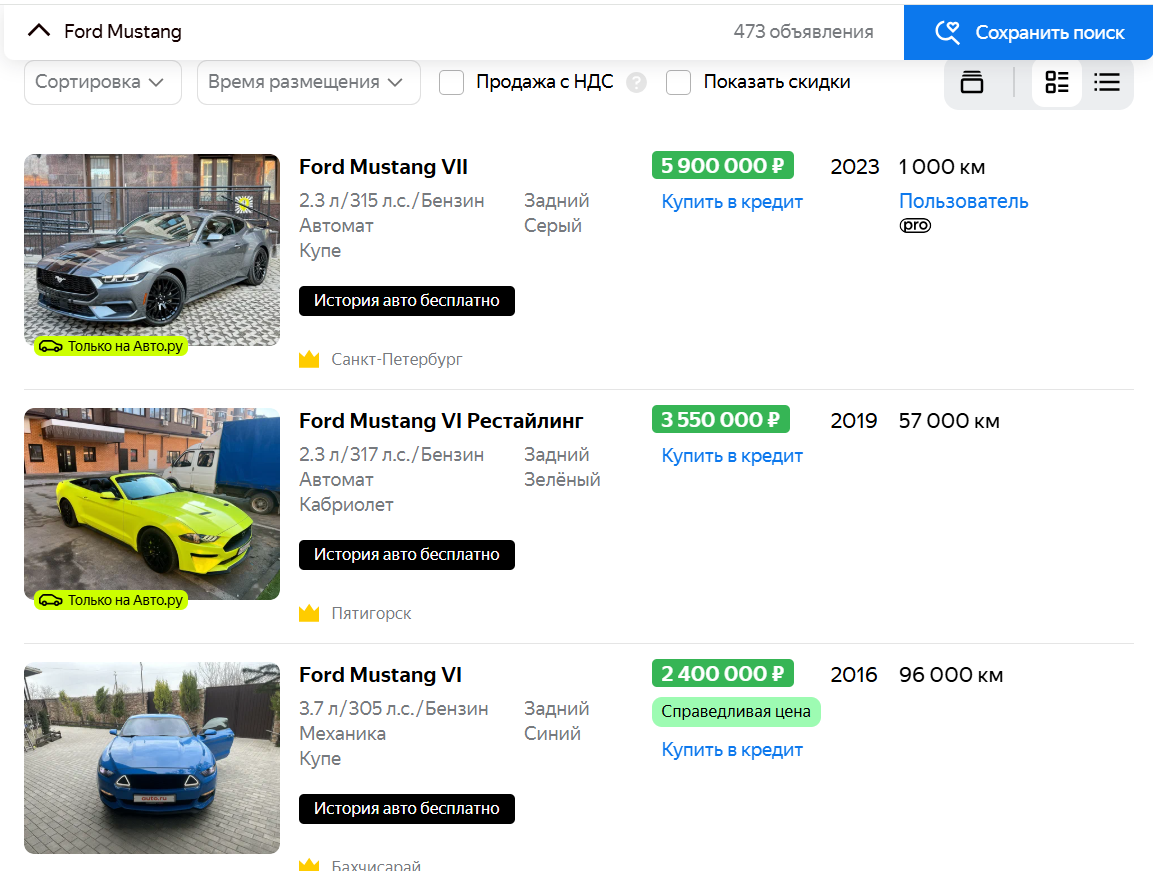 Ford Mustang
473 объявления
Сохранить поиск
Сортировка
Время размещения
Продажа с НДС
?
Показать скидки
Ford Mustang VII
5 900 000 ₽
2023
1 000 км
2.3 л/315 л.с./Бензин
Задний
Купить в кредит
Пользователь
Автомат
Серый
pro
Купе
История авто бесплатно
Только на Авто.ру
Санкт-Петербург
Ford Mustang VI Рестайлинг
3 550 000 ₽
2019
57 000 км
2.3 л/317 л.с./Бензин
Задний
Купить в кредит
Автомат
Зелёный
Кабриолет
История авто бесплатно
Только на Авто.ру
Пятигорск
Ford Mustang VI
2 400 000 ₽
2016
96 000 км
3.7 л/305 л.с./Бензин
Задний
Справедливая цена
Механика
Синий
Купить в кредит
Купе
auto.ru
История авто бесплатно
Бахчисарай